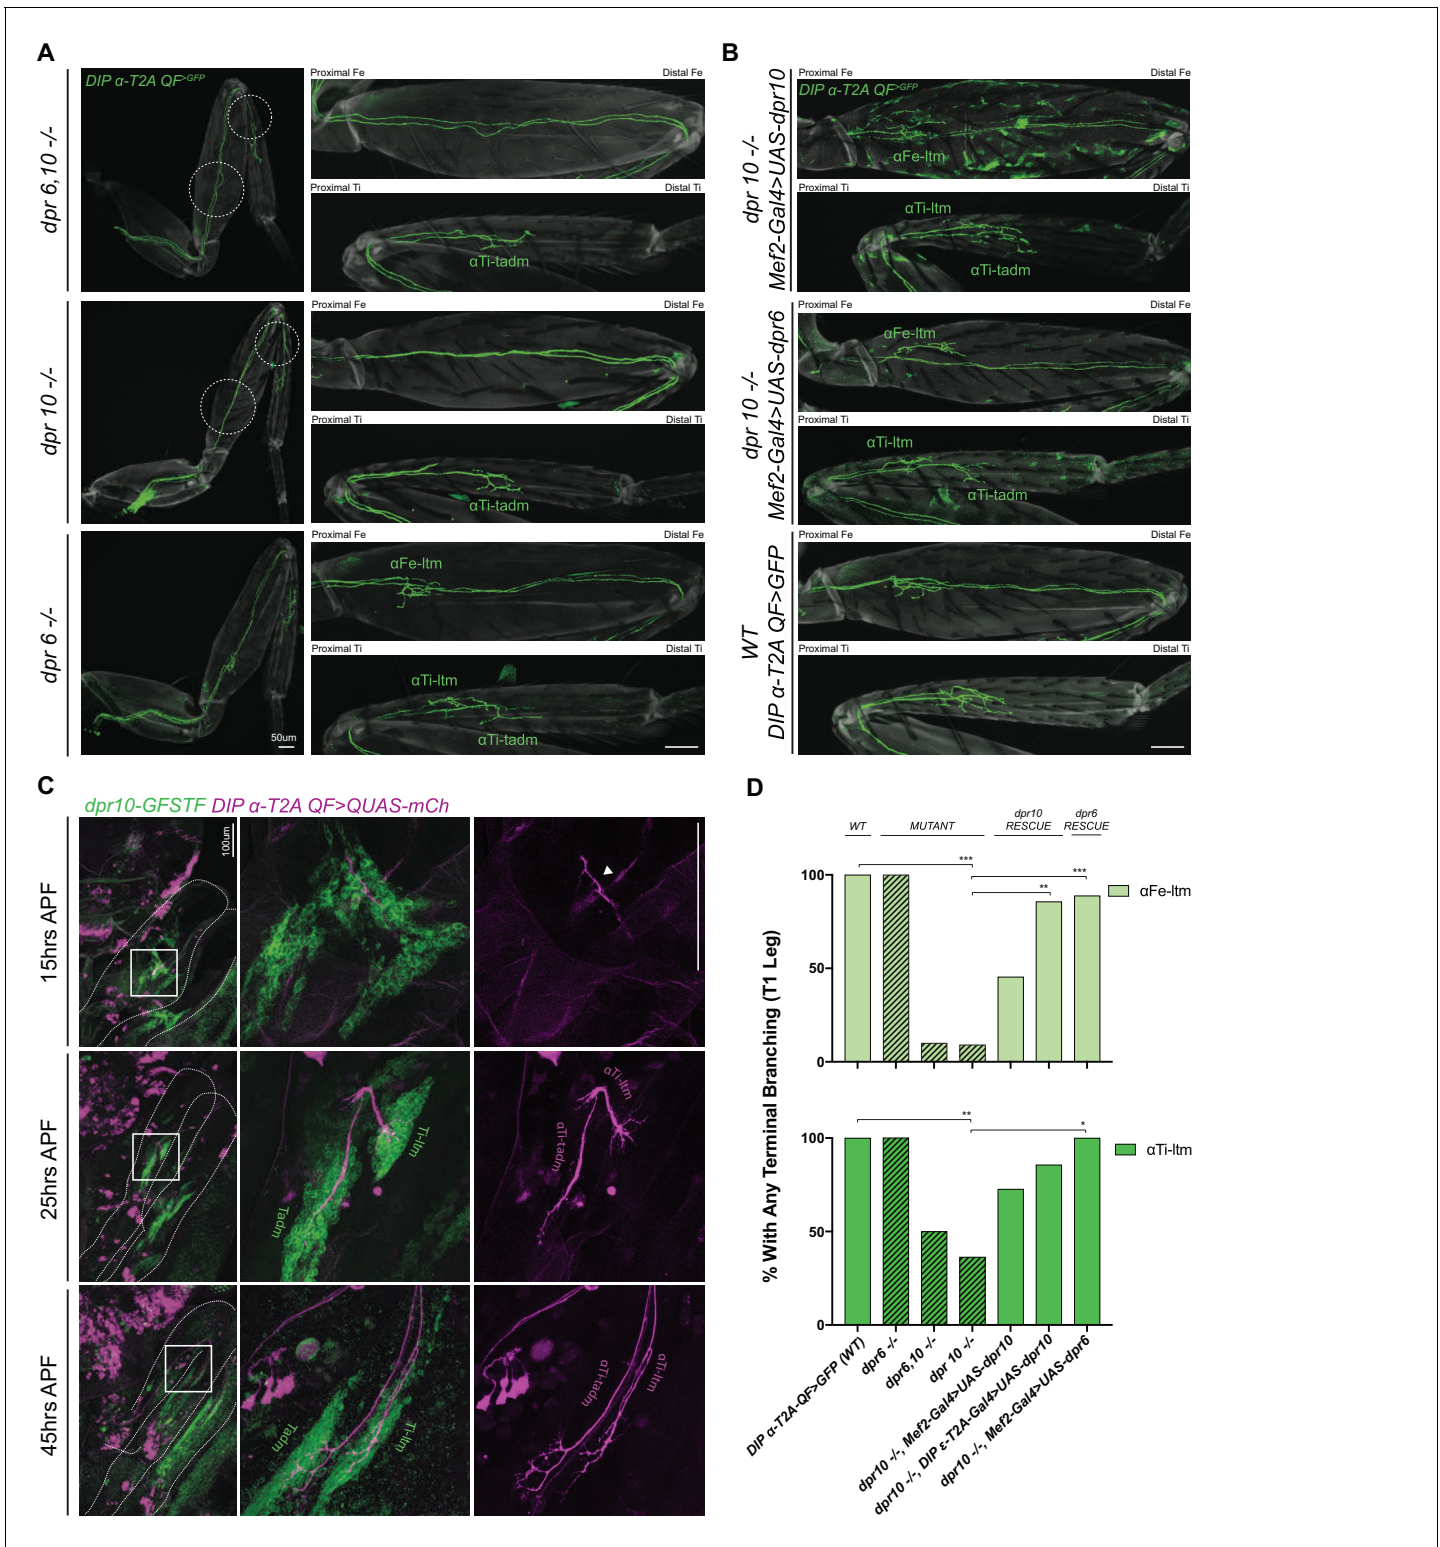 A
dpr 6,10 -/-
DIP α-T2A QF>GFP
Proximal Fe
Distal Fe
Proximal Ti
Distal Ti
αTi-tadm
dpr 10 -/-
Proximal Fe
Distal Fe
Proximal Ti
Distal Ti
αTi-tadm
dpr 6 -/-
50um
Proximal Fe
Distal Fe
αFe-ltm
Proximal Ti
Distal Ti
αTi-ltm
αTi-tadm
B
dpr 10 -/-
Mef2-Gal4>UAS-dpr10
Proximal Fe
Distal Fe
DIP α-T2A QF>GFP
αFe-ltm
Proximal Ti
Distal Ti
αTi-ltm
αTi-tadm
dpr 10 -/-
Mef2-Gal4>UAS-dpr6
Proximal Fe
Distal Fe
αFe-ltm
Proximal Ti
Distal Ti
αTi-ltm
αTi-tadm
WT
DIP α-T2A QF>GFP
Proximal Fe
Distal Fe
Proximal Ti
Distal Ti
C
dpr10-GFSTF DIP α-T2A QF>QUAS-mCh
15hrs APF
100um
25hrs APF
Ti-ltm
Tadm
αTi-ltm
αTi-tadm
45hrs APF
Tadm
Ti-ltm
αTi-tadm
αTi-ltm
D
WT
MUTANT
dpr10
RESCUE
dpr6
RESCUE
% With Any Terminal Branching (T1 Leg)
***
***
**
100
50
0
αFe-ltm
**
*
100
50
0
αTi-ltm
DIP α-T2A-QF>GFP (WT)
dpr6 -/-
dpr6,10 -/-
dpr 10 -/-
dpr10 -/-, Mef2-Gal4>UAS-dpr10
dpr10 -/-, DIP ε-T2A-Gal4>UAS-dpr10
dpr10 -/-, Mef2-Gal4>UAS-dpr6